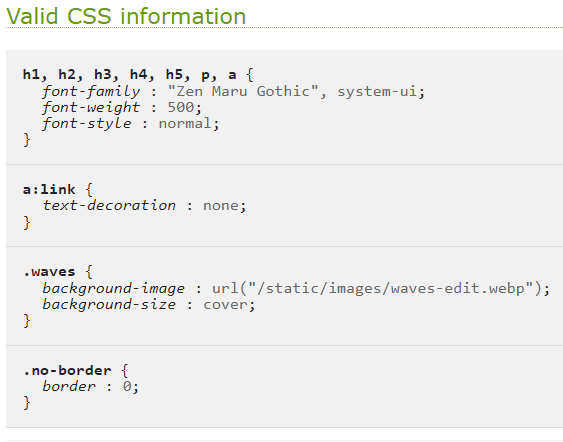 Valid CSS information
h1, h2, h3, h4, h5, p, a {
font-family : "Zen Maru Gothic", system-ui;
font-weight : 500;
font-style : normal;
}
a:link {
text-decoration : none;
}
.waves {
background-image : url("/static/images/waves-edit.webp");
background-size : cover;
}
.no-border {
border : 0;
}